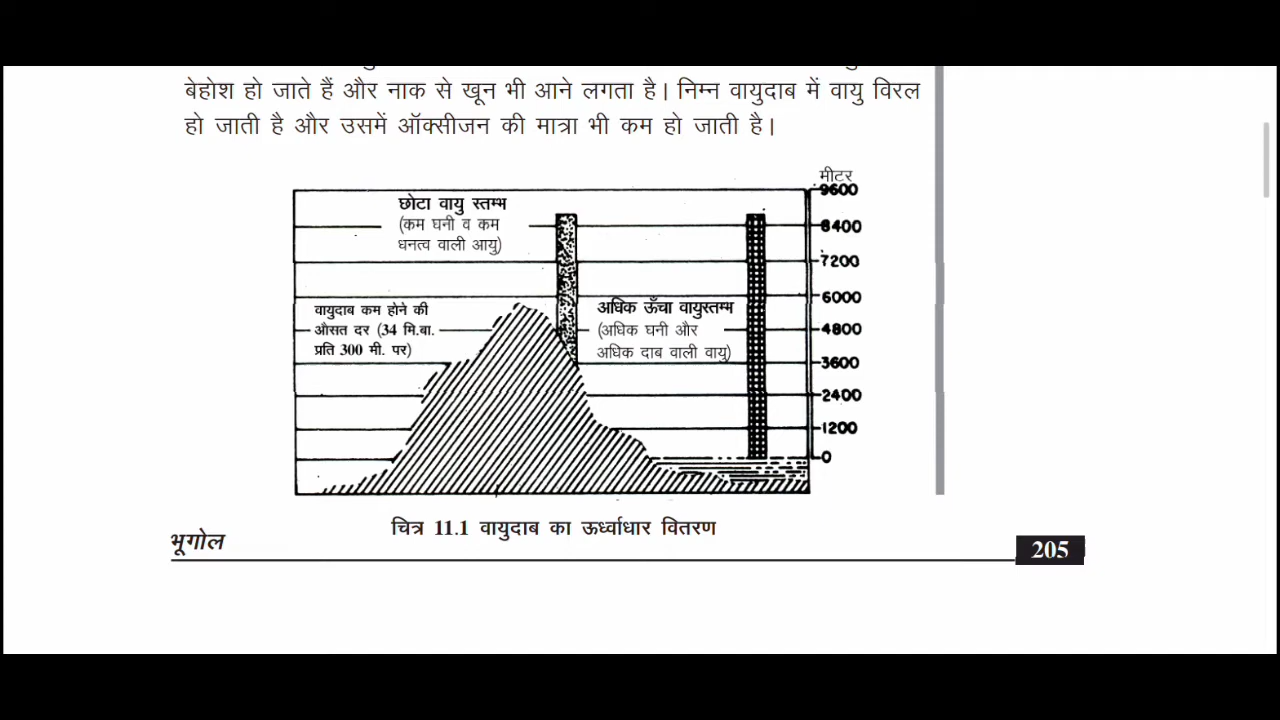 बेहोश हो जाते हैं और नाक से खून भी आने लगता है। निम्न वायुदाब में वायु विरल
हो जाती है और उसमें ऑक्सीजन की मात्रा भी कम हो जाती है।
मीटर
9600
छोटा वायु स्तम्भ
(कम घनी व कम
धनत्व वाली आयु)
8400
7200
6000
वायुदाब कम होने की
औसत दर (34 मि.बा.
प्रति 300 मी. पर)
अधिक ऊँचा वायुस्तम्भ
(अधिक घनी और
अधिक दाब वाली वायु)
4800
3600
2400
1200
0
चित्र 11.1 वायुदाब का ऊर्ध्वाधार वितरण
भूगोल
205